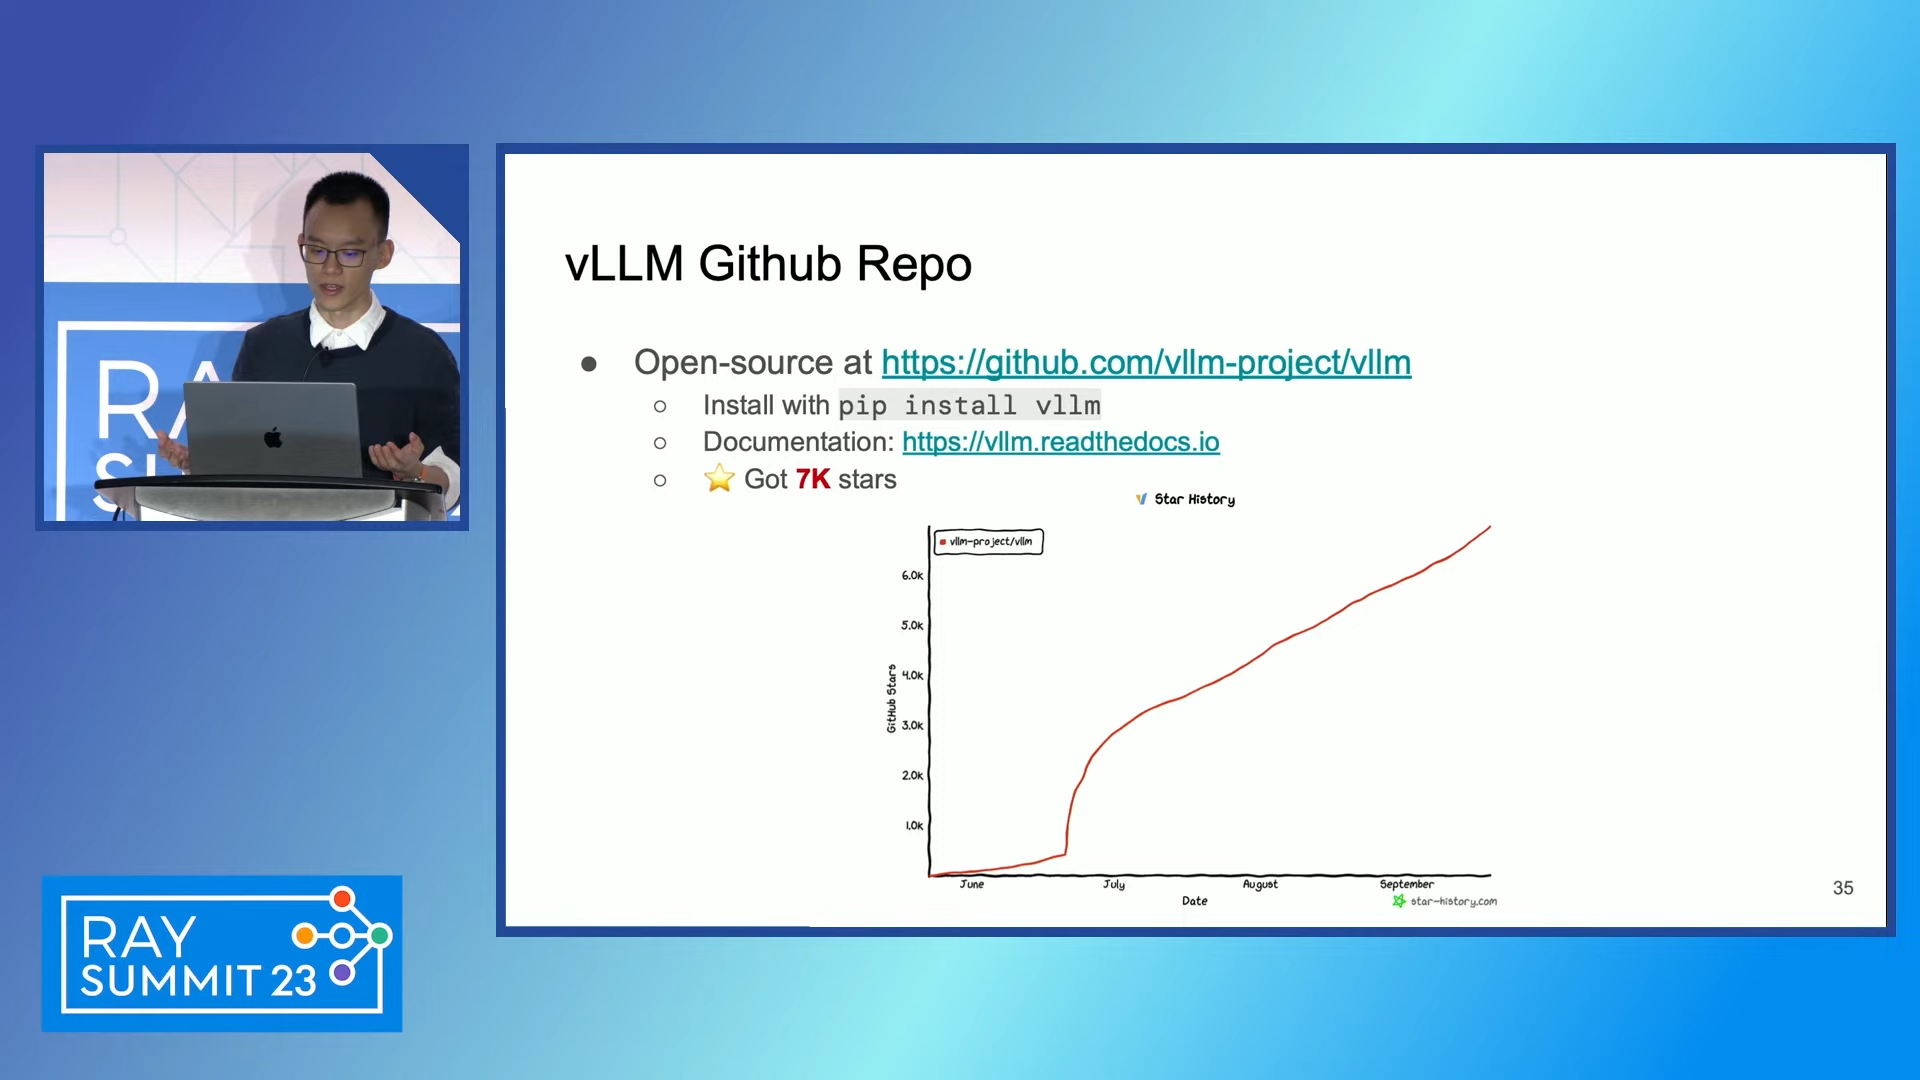 vLLM Github Repo
● Open-source at https://github.com/vllm-project/vllm
○ Install with pip install vllm
○ Documentation: https://vllm.readthedocs.io
○ ⭐ Got 7K stars
Star History
vllm-project/vllm
6.0k
5.0k
4.0k
3.0k
2.0k
1.0k
GitHub Stars
June
July
August
September
Date
star-history.com
35
RAY
SUMMIT 23
RA
SU